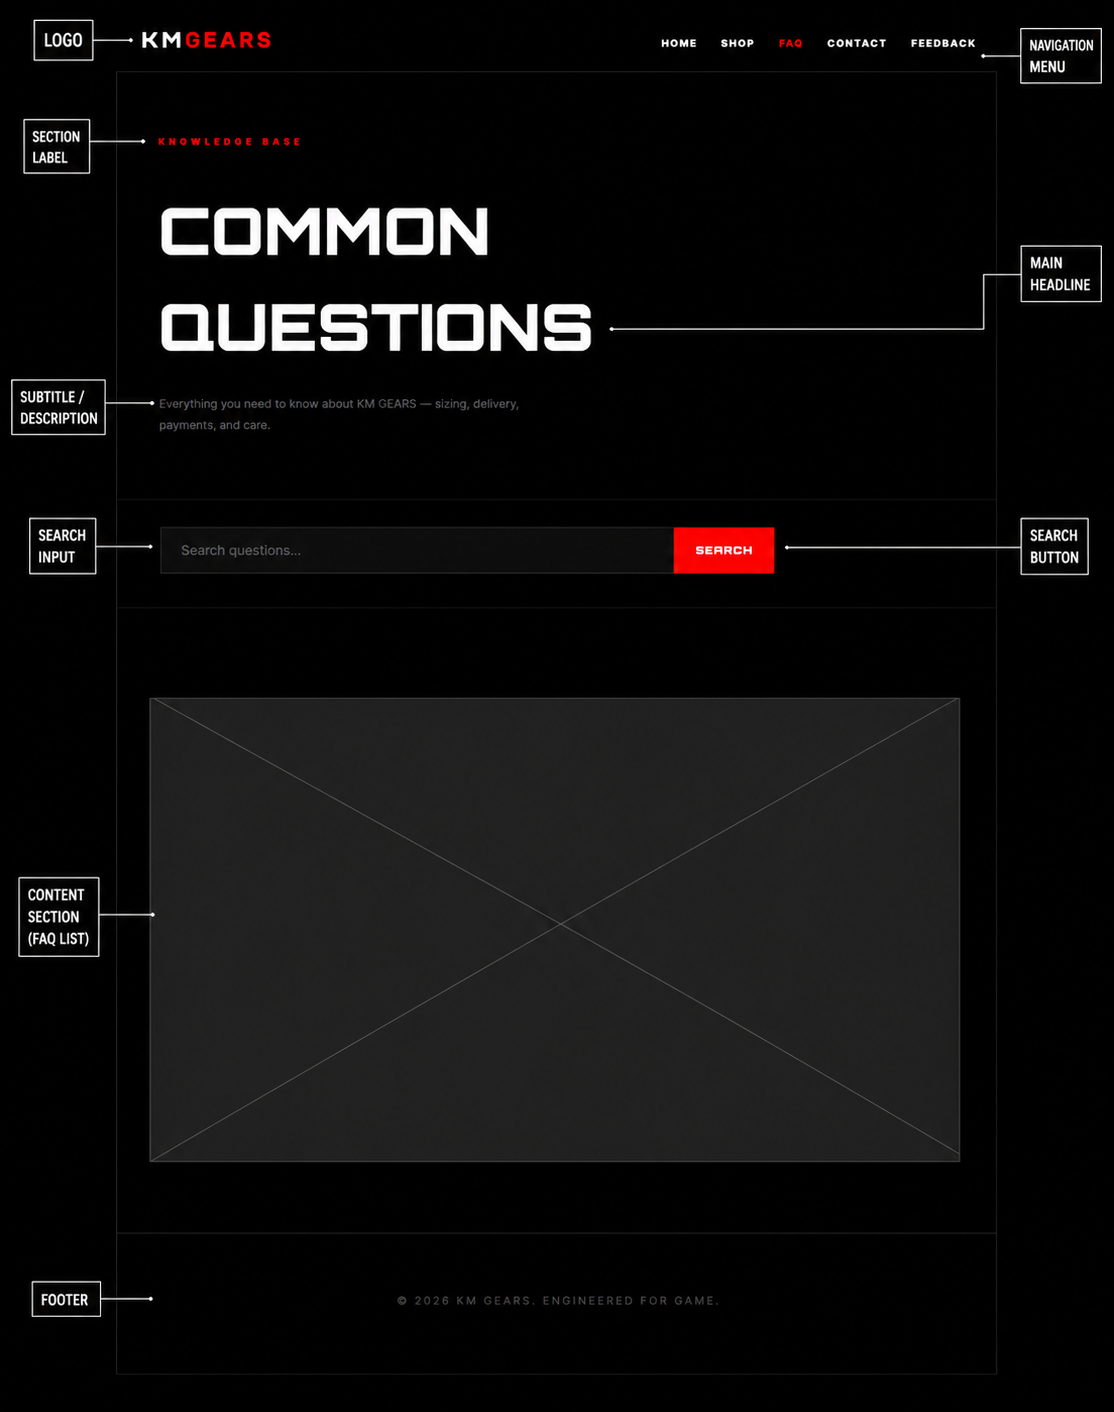 LOGO
KMGEARS
HOME SHOP FAQ CONTACT FEEDBACK
NAVIGATION
MENU
SECTION
LABEL
KNOWLEDGE BASE
COMMON
QUESTIONS
MAIN
HEADLINE
SUBTITLE /
DESCRIPTION
Everything you need to know about KM GEARS — sizing, delivery,
payments, and care.
SEARCH
INPUT
Search questions...
SEARCH
SEARCH
BUTTON
CONTENT
SECTION
(FAQ LIST)
FOOTER
© 2026 KM GEARS. ENGINEERED FOR GAME.